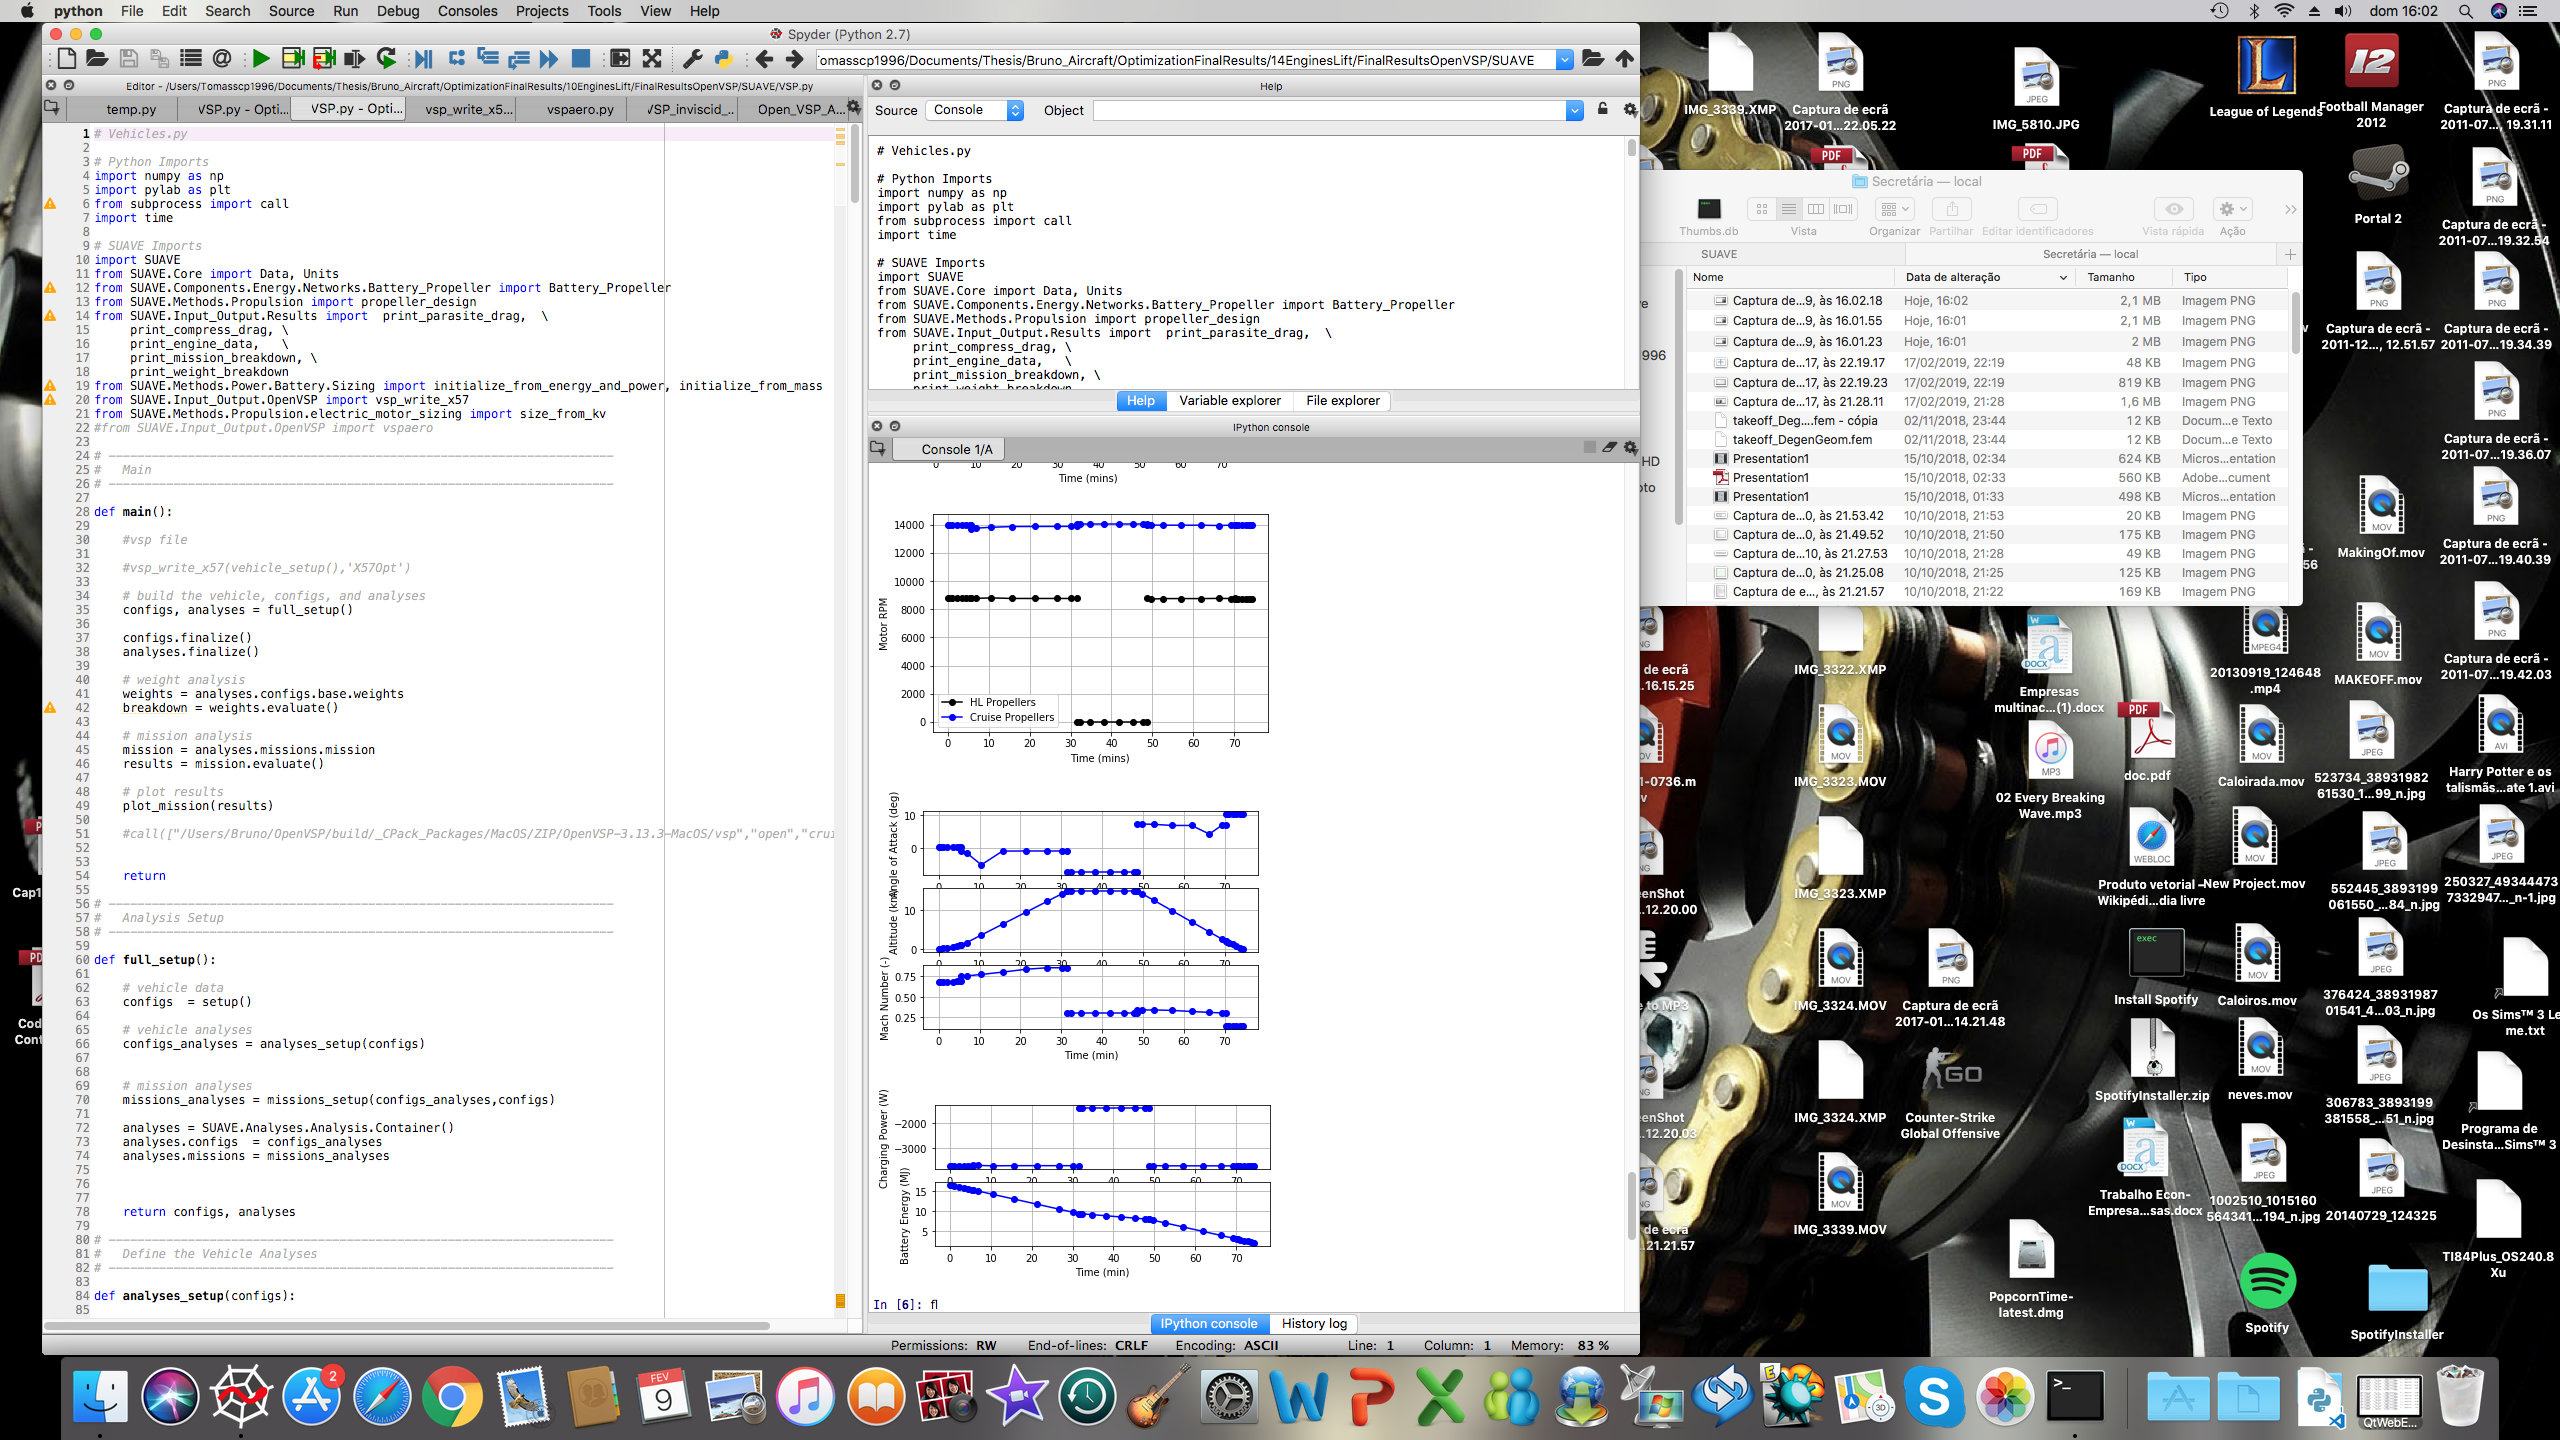 python File Edit Search Source Run Debug Consoles Projects Tools View Help
dom 16:02
Spyder (Python 2.7)
omasscp1996/Documents/Thesis/Bruno_Aircraft/OptimizationFinalResults/14EnginesLift/FinalResultsOpenVSP/SUAVE
Editor - /Users/Tomasscp1996/Documents/Thesis/Bruno_Aircraft/OptimizationFinalResults/10EnginesLift/FinalResultsOpenVSP/SUAVE/VSP.py
temp.py VSP.py - Opti... VSP.py - Opti... vsp_write_x5... vspaero.py VSP_inviscid_... Open_VSP_A...
1 # Vehicles.py
2
3 # Python Imports
4 import numpy as np
5 import pylab as plt
6 from subprocess import call
7 import time
8
9 # SUAVE Imports
10 import SUAVE
11 from SUAVE.Core import Data, Units
12 from SUAVE.Components.Energy.Networks.Battery_Propeller import Battery_Propeller
13 from SUAVE.Methods.Propulsion import propeller_design
14 from SUAVE.Input_Output.Results import  print_parasite_drag,  \
15      print_compress_drag, \
16      print_engine_data,   \
17      print_mission_breakdown, \
18      print_weight_breakdown
19 from SUAVE.Methods.Power.Battery.Sizing import initialize_from_energy_and_power, initialize_from_mass
20 from SUAVE.Input_Output.OpenVSP import vsp_write_x57
21 from SUAVE.Methods.Propulsion.electric_motor_sizing import size_from_kv
22 #from SUAVE.Input_Output.OpenVSP import vspaero
23
24 # ----------------------------------------------------------------------
25 #   Main
26 # ----------------------------------------------------------------------
27
28 def main():
29
30     #vsp file
31
32     #vsp_write_x57(vehicle_setup(),'X57Opt')
33
34     # build the vehicle, configs, and analyses
35     configs, analyses = full_setup()
36
37     configs.finalize()
38     analyses.finalize()
39
40     # weight analysis
41     weights = analyses.configs.base.weights
42     breakdown = weights.evaluate()
43
44     # mission analysis
45     mission = analyses.missions.mission
46     results = mission.evaluate()
47
48     # plot results
49     plot_mission(results)
50
51     #call(["/Users/Bruno/OpenVSP/build/_CPack_Packages/MacOS/ZIP/OpenVSP-3.13.3-MacOS/vsp","open","crui
52
53
54     return
55
56 # ----------------------------------------------------------------------
57 #   Analysis Setup
58 # ----------------------------------------------------------------------
59
60 def full_setup():
61
62     # vehicle data
63     configs  = setup()
64
65     # vehicle analyses
66     configs_analyses = analyses_setup(configs)
67
68
69     # mission analyses
70     missions_analyses = missions_setup(configs_analyses,configs)
71
72     analyses = SUAVE.Analyses.Analysis.Container()
73     analyses.configs  = configs_analyses
74     analyses.missions = missions_analyses
75
76
77
78     return configs, analyses
79
80 # ----------------------------------------------------------------------
81 #   Define the Vehicle Analyses
82 # ----------------------------------------------------------------------
83
84 def analyses_setup(configs):
85
Help
Source Console Object
# Vehicles.py
# Python Imports
import numpy as np
import pylab as plt
from subprocess import call
import time
# SUAVE Imports
import SUAVE
from SUAVE.Core import Data, Units
from SUAVE.Components.Energy.Networks.Battery_Propeller import Battery_Propeller
from SUAVE.Methods.Propulsion import propeller_design
from SUAVE.Input_Output.Results import  print_parasite_drag,  \
print_compress_drag, \
print_engine_data,   \
print_mission_breakdown, \
print_weight_breakdown
Help Variable explorer File explorer
IPython console
Console 1/A
0 10 20 30 40 50 60 70
Time (mins)
Motor RPM
14000
12000
10000
8000
6000
4000
2000
0
HL Propellers
Cruise Propellers
0 10 20 30 40 50 60 70
Time (mins)
Angle of Attack (deg)
10
0
0 10 20 30 40 50 60 70
Altitude (km)
10
0
0 10 20 30 40 50 60 70
Mach Number (-)
0.75
0.50
0.25
0 10 20 30 40 50 60 70
Time (min)
Charging Power (W)
−2000
−3000
0 10 20 30 40 50 60 70
Battery Energy (MJ)
15
10
5
0 10 20 30 40 50 60 70
Time (min)
In [6]: f
IPython console History log
Permissions: RW End-of-lines: CRLF Encoding: ASCII Line: 1 Column: 1 Memory: 83 %
Secretária — local
Thumbs.db Vista Organizar Partilhar Editar identificadores Vista rápida Ação
SUAVE Secretária — local
Nome Data de alteração Tamanho Tipo
Captura de...9, às 16.02.18 Hoje, 16:02 2,1 MB Imagem PNG
Captura de...9, às 16.01.55 Hoje, 16:01 2,1 MB Imagem PNG
Captura de...9, às 16.01.23 Hoje, 16:01 2 MB Imagem PNG
Captura de...17, às 22.19.17 17/02/2019, 22:19 48 KB Imagem PNG
Captura de...17, às 22.19.23 17/02/2019, 22:19 819 KB Imagem PNG
Captura de...17, às 21.28.11 17/02/2019, 21:28 1,6 MB Imagem PNG
takeoff_Deg....fem - cópia 02/11/2018, 23:44 12 KB Docum...e Texto
takeoff_DegenGeom.fem 02/11/2018, 23:44 12 KB Docum...e Texto
Presentation1 15/10/2018, 02:34 624 KB Micros...entation
Presentation1 15/10/2018, 02:33 560 KB Adobe...cument
Presentation1 15/10/2018, 01:33 498 KB Micros...entation
Captura de...0, às 21.53.42 10/10/2018, 21:53 20 KB Imagem PNG
Captura de...0, às 21.49.52 10/10/2018, 21:50 175 KB Imagem PNG
Captura de...10, às 21.27.53 10/10/2018, 21:28 49 KB Imagem PNG
Captura de...0, às 21.25.08 10/10/2018, 21:25 125 KB Imagem PNG
Captura de e..., às 21.21.57 10/10/2018, 21:22 169 KB Imagem PNG
IMG_3339.XMP
Captura de ecrã
2017-01...22.05.22
IMG_5810.JPG
League of Legends
Football Manager
2012
Captura de ecrã -
2011-07..., 19.31.11
Portal 2
Captura de ecrã -
2011-07...19.32.54
Captura de ecrã -
2011-12..., 12.51.57
Captura de ecrã -
2011-07...19.34.39
Captura de ecrã -
2011-07...19.36.07
MakingOf.mov
Captura de ecrã -
2011-07...19.40.39
IMG_3322.XMP
Empresas
multinac...(1).docx
20130919_124648
.mp4
MAKEOFF.mov
Captura de ecrã -
2011-07...19.42.03
IMG_3323.MOV
02 Every Breaking
Wave.mp3
doc.pdf
Caloirada.mov
523734_38931982
61530_1...99_n.jpg
Harry Potter e os
talismãs...ate 1.avi
IMG_3323.XMP
Produto vetorial –
Wikipédi...dia livre
New Project.mov
552445_3893199
061550_...84_n.jpg
250327_49344473
7332947..._n-1.jpg
IMG_3324.MOV
Captura de ecrã
2017-01...14.21.48
Install Spotify
Caloiros.mov
376424_38931987
01541_4...03_n.jpg
Os Sims™ 3 Le
me.txt
IMG_3324.XMP
Counter-Strike
Global Offensive
SpotifyInstaller.zip
neves.mov
306783_3893199
381558_...51_n.jpg
Programa de
Desinsta...Sims™ 3
IMG_3339.MOV
Trabalho Econ-
Empresa...sas.docx
1002510_1015160
564341...194_n.jpg
20140729_124325
TI84Plus_OS240.8
Xu
PopcornTime-
latest.dmg
Spotify
SpotifyInstaller
FEV
9
QtWebE...